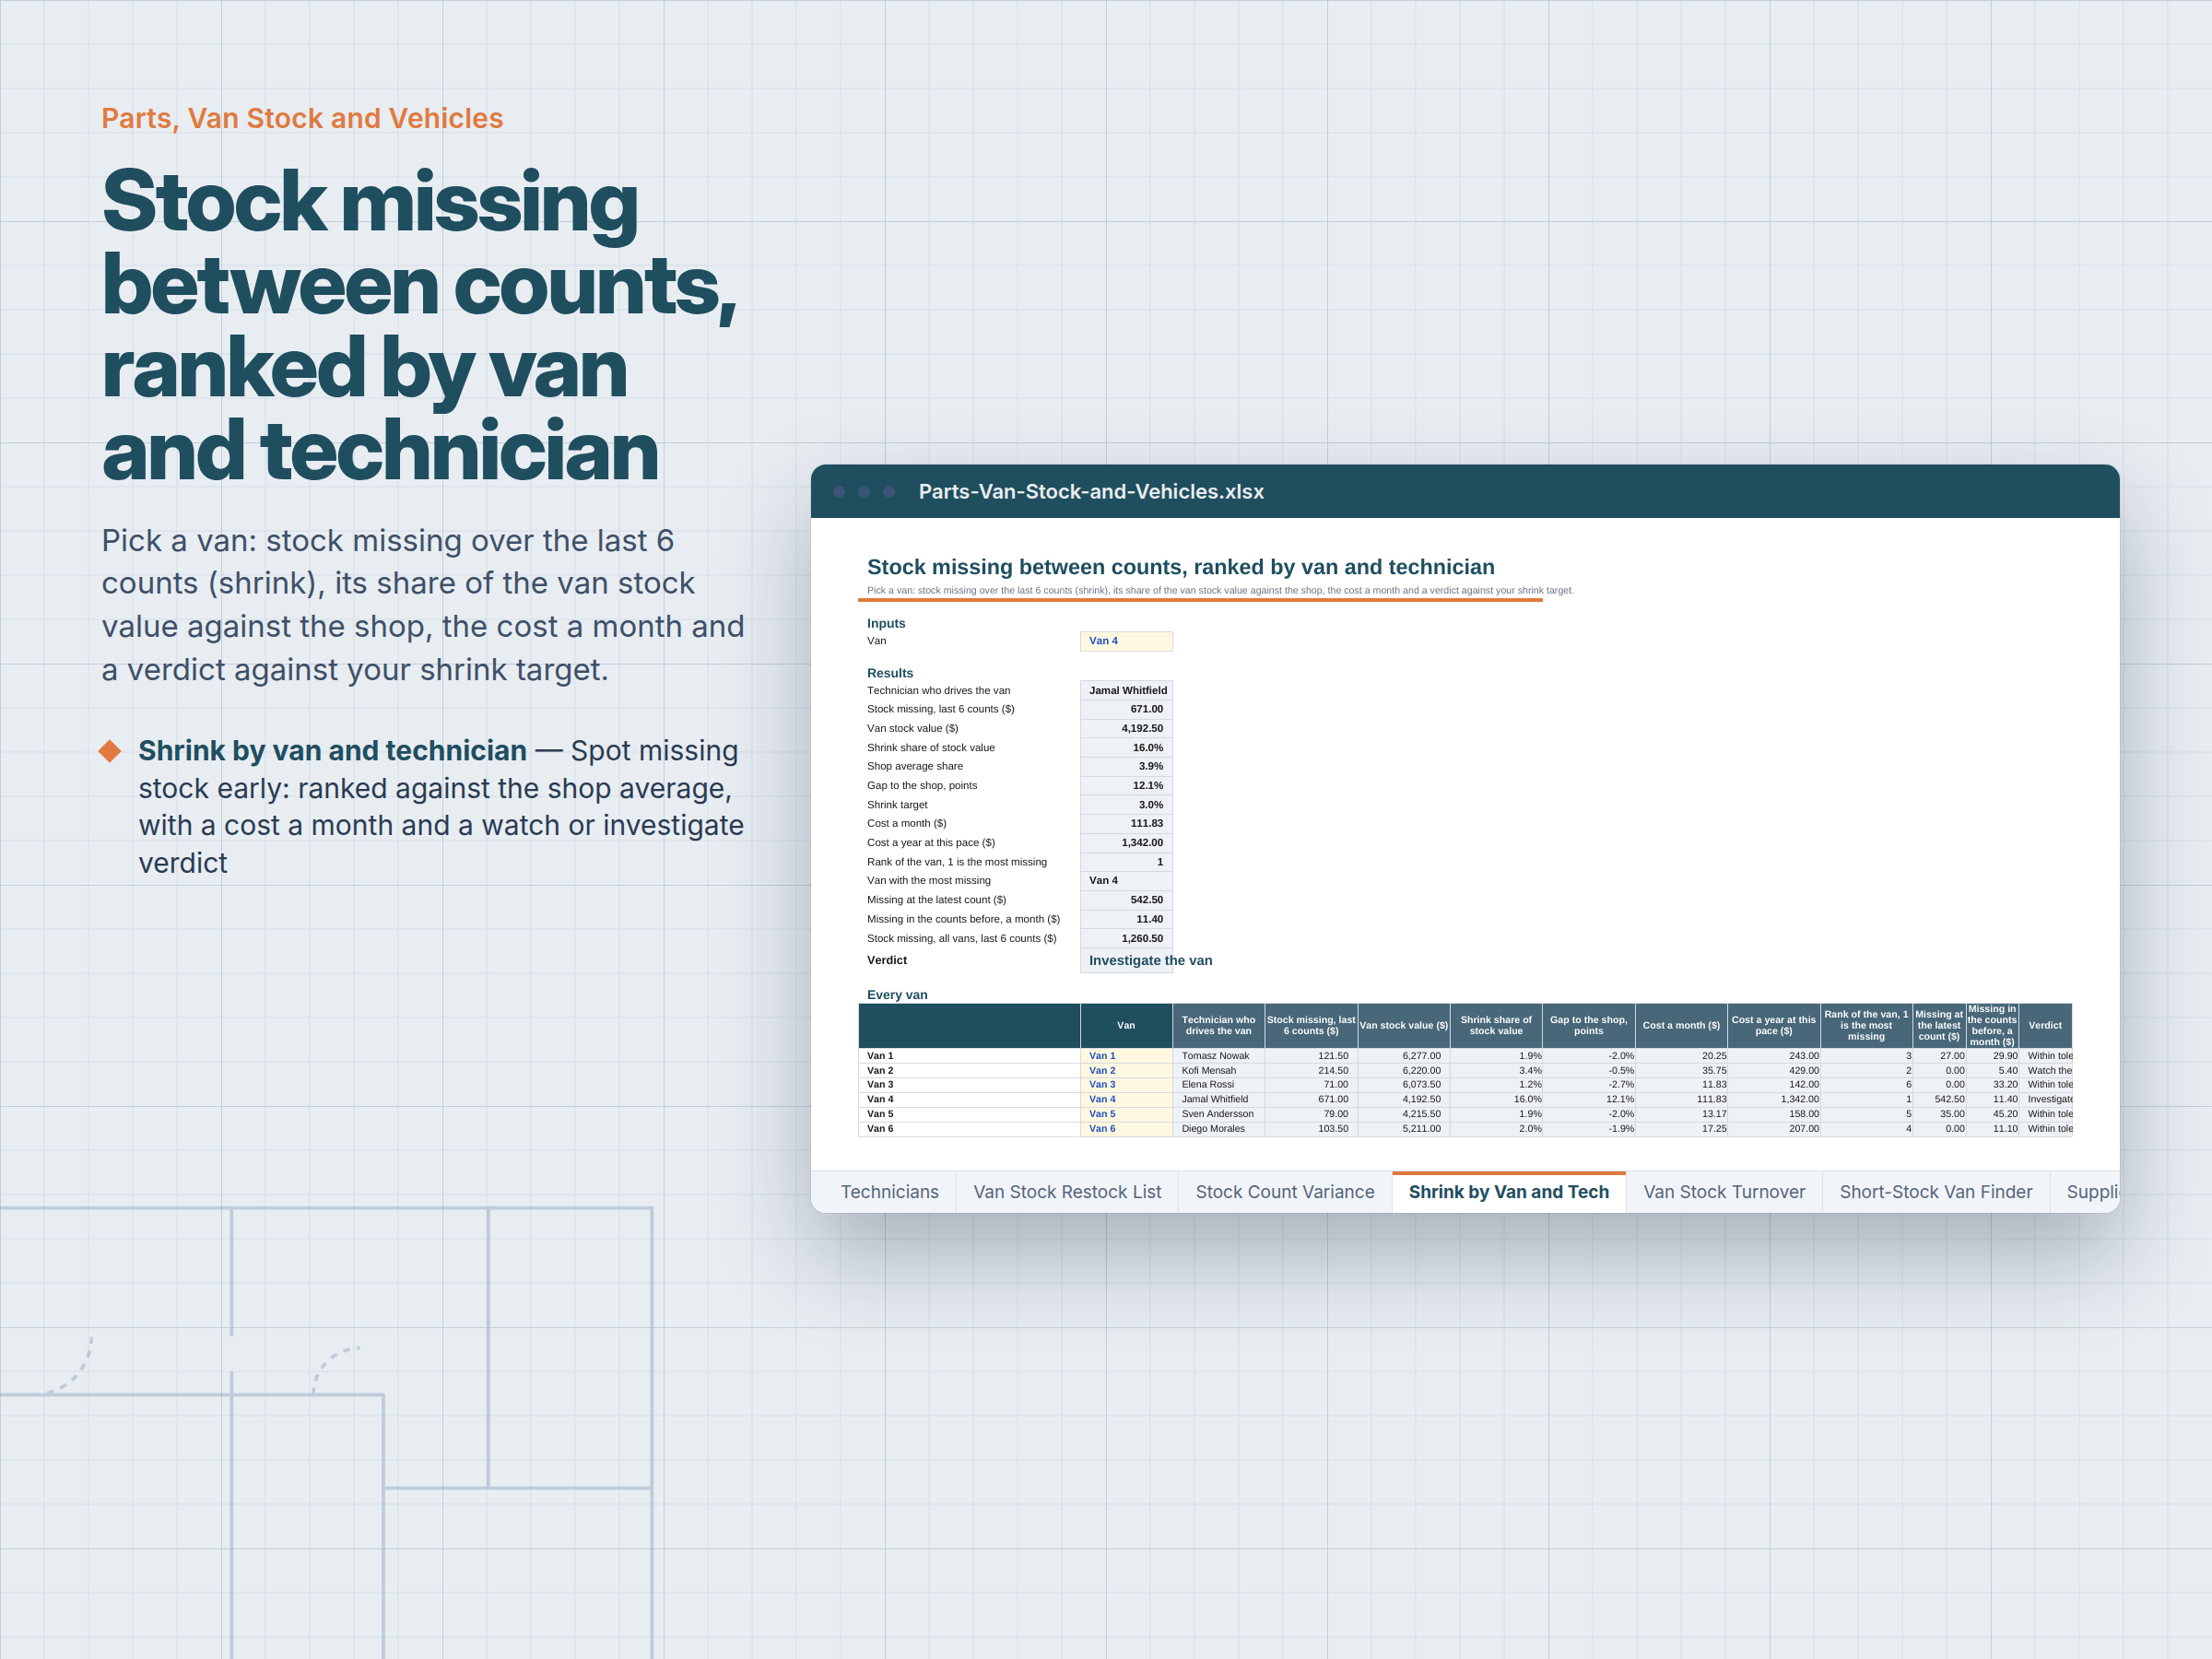 Parts, Van Stock and Vehicles
Stock missing
between counts,
ranked by van
and technician
Pick a van: stock missing over the last 6
counts (shrink), its share of the van stock
value against the shop, the cost a month and
a verdict against your shrink target.
Shrink by van and technician — Spot missing
stock early: ranked against the shop average,
with a cost a month and a watch or investigate
verdict
Parts-Van-Stock-and-Vehicles.xlsx
Stock missing between counts, ranked by van and technician
Pick a van: stock missing over the last 6 counts (shrink), its share of the van stock value against the shop, the cost a month and a verdict against your shrink target.
Inputs
Van Van 4
Results
Technician who drives the van Jamal Whitfield
Stock missing, last 6 counts ($) 671.00
Van stock value ($) 4,192.50
Shrink share of stock value 16.0%
Shop average share 3.9%
Gap to the shop, points 12.1%
Shrink target 3.0%
Cost a month ($) 111.83
Cost a year at this pace ($) 1,342.00
Rank of the van, 1 is the most missing 1
Van with the most missing Van 4
Missing at the latest count ($) 542.50
Missing in the counts before, a month ($) 11.40
Stock missing, all vans, last 6 counts ($) 1,260.50
Verdict Investigate the van
Every van
Van Technician who drives the van Stock missing, last 6 counts ($) Van stock value ($) Shrink share of stock value Gap to the shop, points Cost a month ($) Cost a year at this pace ($) Rank of the van, 1 is the most missing Missing at the latest count ($) Missing in the counts before, a month ($) Verdict
Van 1 Van 1 Tomasz Nowak 121.50 6,277.00 1.9% -2.0% 20.25 243.00 3 27.00 29.90 Within tole
Van 2 Van 2 Kofi Mensah 214.50 6,220.00 3.4% -0.5% 35.75 429.00 2 0.00 5.40 Watch the
Van 3 Van 3 Elena Rossi 71.00 6,073.50 1.2% -2.7% 11.83 142.00 6 0.00 33.20 Within tole
Van 4 Van 4 Jamal Whitfield 671.00 4,192.50 16.0% 12.1% 111.83 1,342.00 1 542.50 11.40 Investigate
Van 5 Van 5 Sven Andersson 79.00 4,215.50 1.9% -2.0% 13.17 158.00 5 35.00 45.20 Within tole
Van 6 Van 6 Diego Morales 103.50 5,211.00 2.0% -1.9% 17.25 207.00 4 0.00 11.10 Within tole
Technicians Van Stock Restock List Stock Count Variance Shrink by Van and Tech Van Stock Turnover Short-Stock Van Finder Suppli